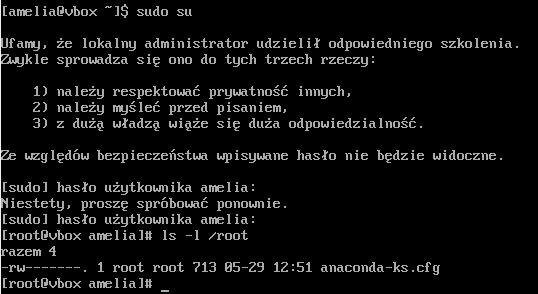 [amelia@vbox ~]$ sudo su
Ufamy, że lokalny administrator udzielił odpowiedniego szkolenia.
Zwykle sprowadza się ono do tych trzech rzeczy:
1) należy respektować prywatność innych,
2) należy myśleć przed pisaniem,
3) z dużą władzą wiąże się duża odpowiedzialność.
Ze względów bezpieczeństwa wpisywane hasło nie będzie widoczne.
[sudo] hasło użytkownika amelia:
Niestety, proszę spróbować ponownie.
[sudo] hasło użytkownika amelia:
[root@vbox amelia]# ls -l /root
razem 4
-rw-------. 1 root root 713 05-29 12:51 anaconda-ks.cfg
[root@vbox amelia]# _